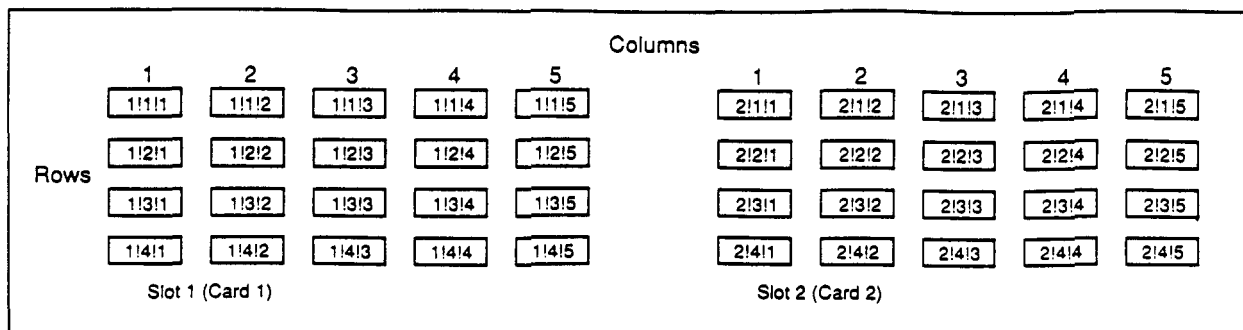 Columns
1 2 3 4 5 1 2 3 4 5
1!1!1 1!1!2 1!1!3 1!1!4 1!1!5 2!1!1 2!1!2 2!1!3 2!1!4 2!1!5
1!2!1 1!2!2 1!2!3 1!2!4 1!2!5 2!2!1 2!2!2 2!2!3 2!2!4 2!2!5
Rows
1!3!1 1!3!2 1!3!3 1!3!4 1!3!5 2!3!1 2!3!2 2!3!3 2!3!4 2!3!5
1!4!1 1!4!2 1!4!3 1!4!4 1!4!5 2!4!1 2!4!2 2!4!3 2!4!4 2!4!5
Slot 1 (Card 1) Slot 2 (Card 2)